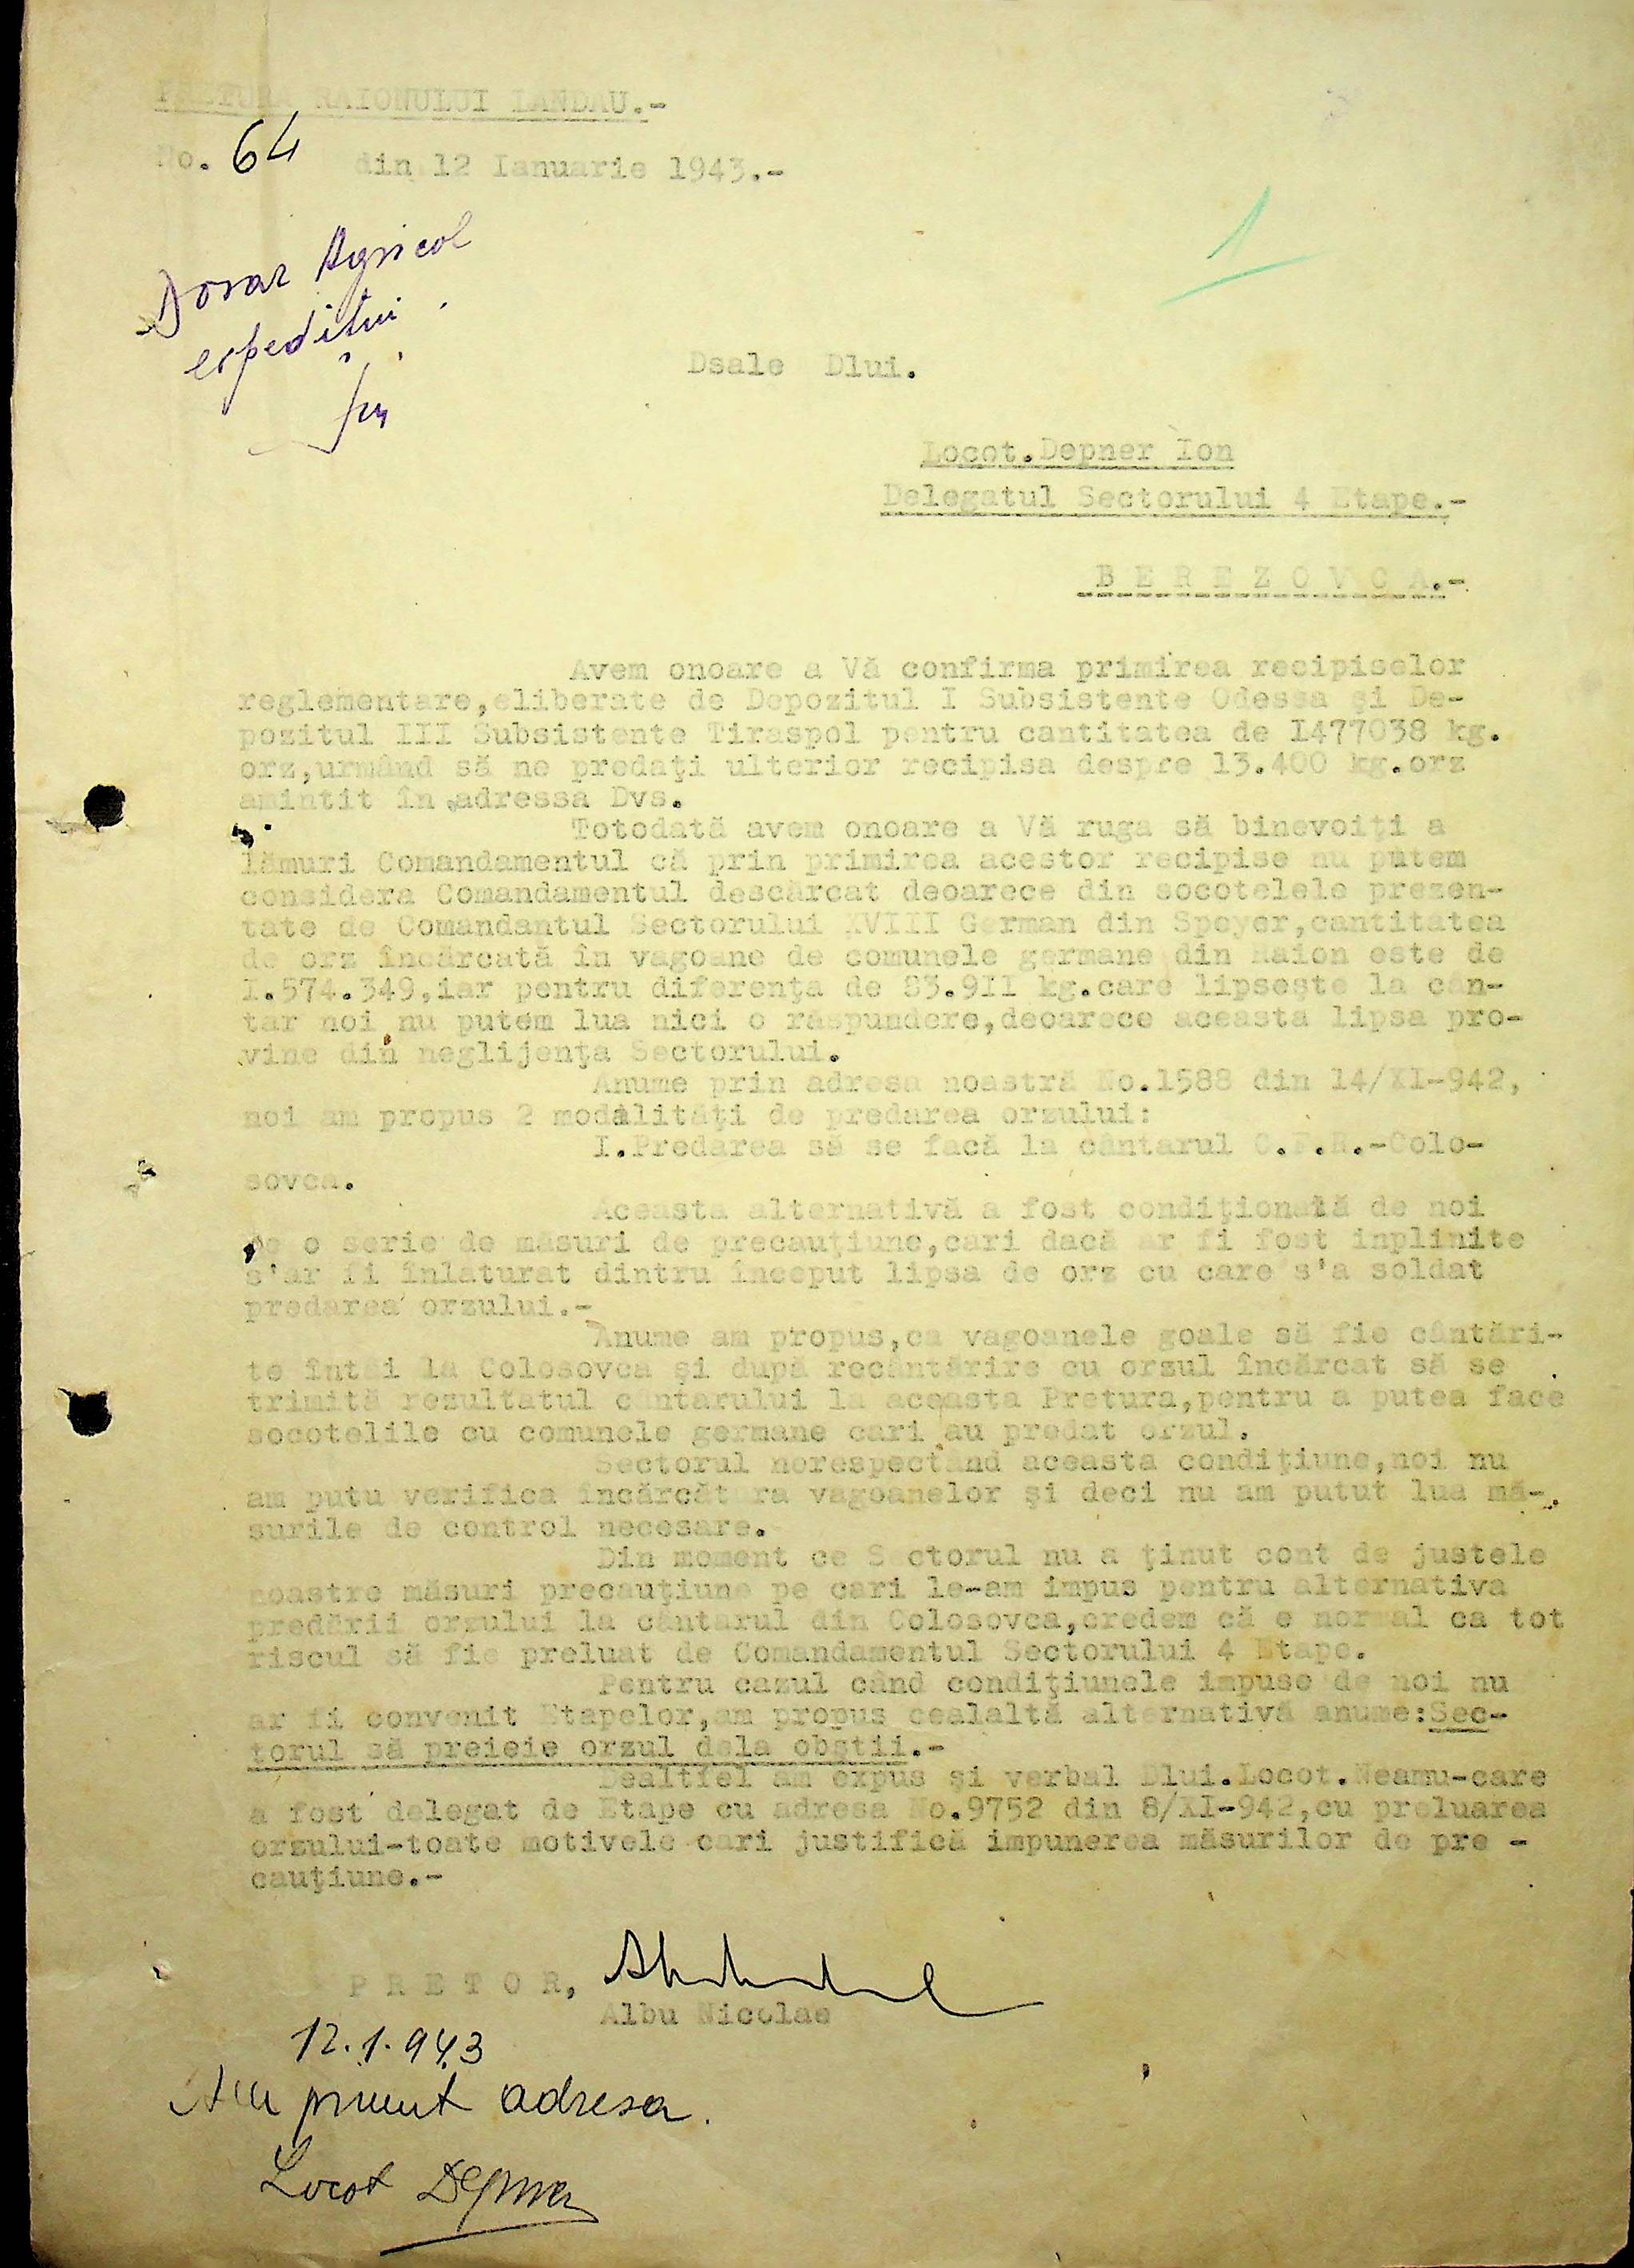 PRETURA RAIONULUI LANDAU.-
No. 64 din 12 Ianuarie 1943.-
1
Dosar Agricol
expeditui
Dsale Dlui.
Locot.Depner Ion
Delegatul Sectorului 4 Etape.-
B E R E Z O V C A.-
Avem onoare a Vă confirma primirea recipiselor
reglementare,eliberate de Depozitul I Subsistente Odessa şi De-
pozitul III Subsistente Tiraspol pentru cantitatea de I477038 kg.
orz,urmând să ne predaţi ulterior recipisa despre 13.400 kg.orz
amintit în adressa Dvs.
Totodată avem onoare a Vă ruga să binevoiţi a
lămuri Comandamentul că prin primirea acestor recipise nu putem
considera Comandamentul descărcat deoarece din socotelele prezen-
tate de Comandantul Sectorului XVIII German din Speyer,cantitatea
de orz încărcată în vagoane de comunele germane din Raion este de
I.574.349,iar pentru diferenţa de 83.9II kg.care lipseşte la cân-
tar noi nu putem lua nici o răspundere,deoarece aceasta lipsa pro-
vine din neglijenţa Sectorului.
Anume prin adresa noastră No.1588 din 14/XI-942,
noi am propus 2 modalităţi de predarea orzului:
I.Predarea să se facă la cântarul C.F.R.-Colo-
sovca.
Aceasta alternativă a fost condiţionată de noi
de o serie de măsuri de precauţiune,cari dacă ar fi fost inplinite
s'ar fi înlaturat dintru început lipsa de orz cu care s'a soldat
predarea orzului.-
Anume am propus,ca vagoanele goale să fie cântări-
te întâi la Colosovca şi după recântărire cu orzul încărcat să se
trimită rezultatul cântarului la aceasta Pretura,pentru a putea face
socotelile cu comunele germane cari au predat orzul.
Sectorul norespectând aceasta condiţiune,noi nu
am putu verifica încărcătura vagoanelor şi deci nu am putut lua mă-
surile de control necesare.
Din moment ce Sectorul nu a ţinut cont de justele
noastre măsuri precauţiune pe cari le-am impus pentru alternativa
predării orzului la cântarul din Colosovca,credem că e normal ca tot
riscul să fie preluat de Comandamentul Sectorului 4 Etape.
Pentru cazul când condiţiunele impuse de noi nu
ar fi convenit Etapelor,am propus cealaltă alternativă anume:Sec-
torul să preieie orzul dela obştii.-
Dealtfel am expus şi verbal Dlui.Locot.Neamu-care
a fost delegat de Etape cu adresa No.9752 din 8/XI-942,cu preluarea
orzului-toate motivele cari justifică impunerea măsurilor de pre -
cauţiune.-
P R E T O R,
Albu Nicolae
12.1.943
Am primit adresa.
Locot Depner